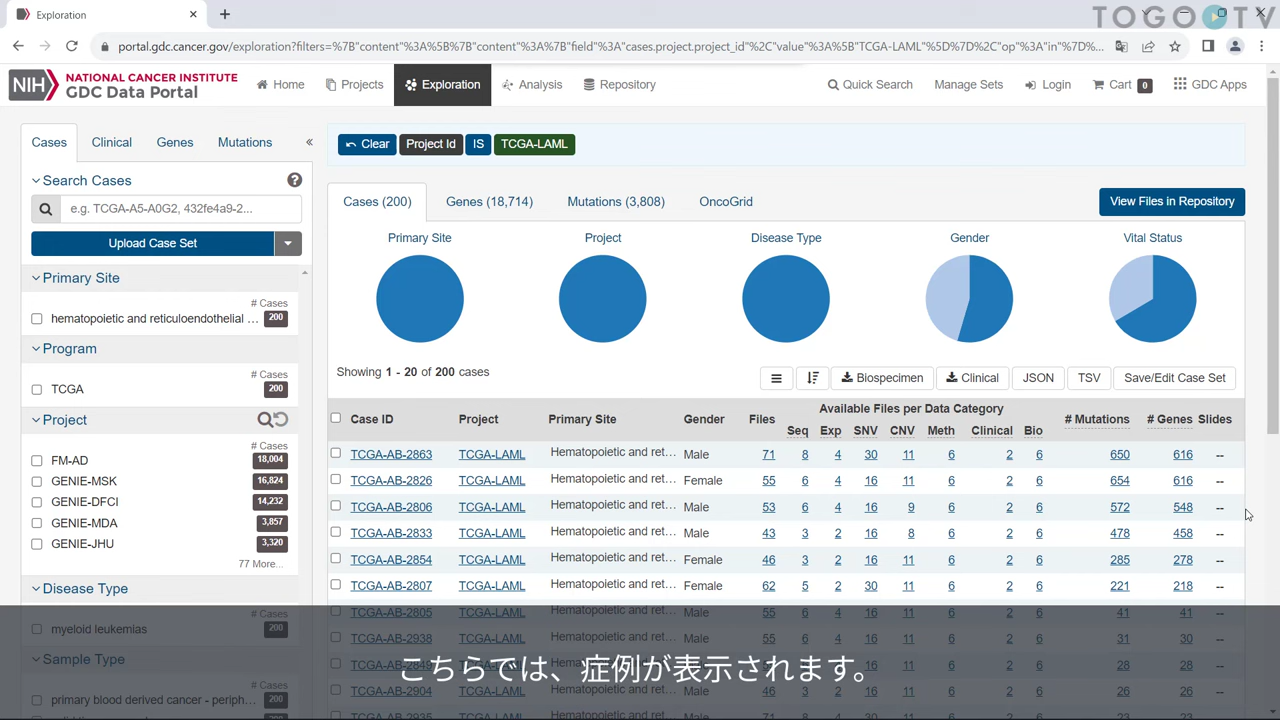 Exploration
TOGO TV
portal.gdc.cancer.gov/exploration?filters=%7B"content"%3A%5B%7B"content"%3A%7B"field"%3A"cases.project.project_id"%2C"value"%3A%5B"TCGA-LAML"%5D%7D%2C"op"%3A"in"%7D%...
NIH NATIONAL CANCER INSTITUTE
GDC Data Portal
Home Projects Exploration Analysis Repository Quick Search Manage Sets Login Cart 0 GDC Apps
Cases Clinical Genes Mutations «
Clear Project Id IS TCGA-LAML
Search Cases
e.g. TCGA-A5-A0G2, 432fe4a9-2...
Upload Case Set
Primary Site
# Cases
hematopoietic and reticuloendothelial ... 200
Program
# Cases
TCGA 200
Project
# Cases
FM-AD 18,004
GENIE-MSK 16,824
GENIE-DFCI 14,232
GENIE-MDA 3,857
GENIE-JHU 3,320
77 More...
Disease Type
# Cases
myeloid leukemias 200
Sample Type
# Cases
primary blood derived cancer - periph... 200
Cases (200) Genes (18,714) Mutations (3,808) OncoGrid View Files in Repository
Primary Site Project Disease Type Gender Vital Status
Showing 1 - 20 of 200 cases
Biospecimen Clinical JSON TSV Save/Edit Case Set
Available Files per Data Category
Case ID Project Primary Site Gender Files Seq Exp SNV CNV Meth Clinical Bio # Mutations # Genes Slides
TCGA-AB-2863 TCGA-LAML Hematopoietic and ret... Male 71 8 4 30 11 6 2 6 650 616 --
TCGA-AB-2826 TCGA-LAML Hematopoietic and ret... Female 55 6 4 16 11 6 2 6 654 616 --
TCGA-AB-2806 TCGA-LAML Hematopoietic and ret... Male 53 6 4 16 9 6 2 6 572 548 --
TCGA-AB-2833 TCGA-LAML Hematopoietic and ret... Male 43 3 2 16 8 6 2 6 478 458 --
TCGA-AB-2854 TCGA-LAML Hematopoietic and ret... Female 46 3 2 16 11 6 2 6 285 278 --
TCGA-AB-2807 TCGA-LAML Hematopoietic and ret... Female 62 5 2 30 11 6 2 6 221 218 --
TCGA-AB-2805 TCGA-LAML Hematopoietic and ret... Male 55 6 4 16 11 6 2 6 41 41 --
TCGA-AB-2938 TCGA-LAML Hematopoietic and ret... Male 55 6 4 16 11 6 2 6 31 30 --
TCGA-AB-2849 28 28 --
TCGA-AB-2904 TCGA-LAML Hematopoietic and ret... Male 46 3 2 16 11 6 2 6 26 26 --
こちらでは、症例が表示されます。